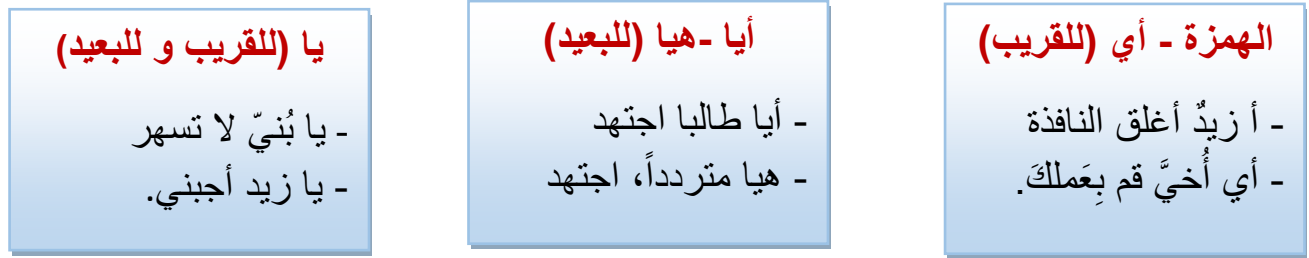 الهمزة - أي (للقريب)
- أ زيدٌ أغلق النافذة
- أي أُخيَّ قم بِعَملكَ.
أيا -هيا (للبعيد)
- أيا طالبا اجتهد
- هيا متردداً، اجتهد
يا (للقريب و للبعيد)
- يا بُنيّ لا تسهر
- يا زيد أجبني.